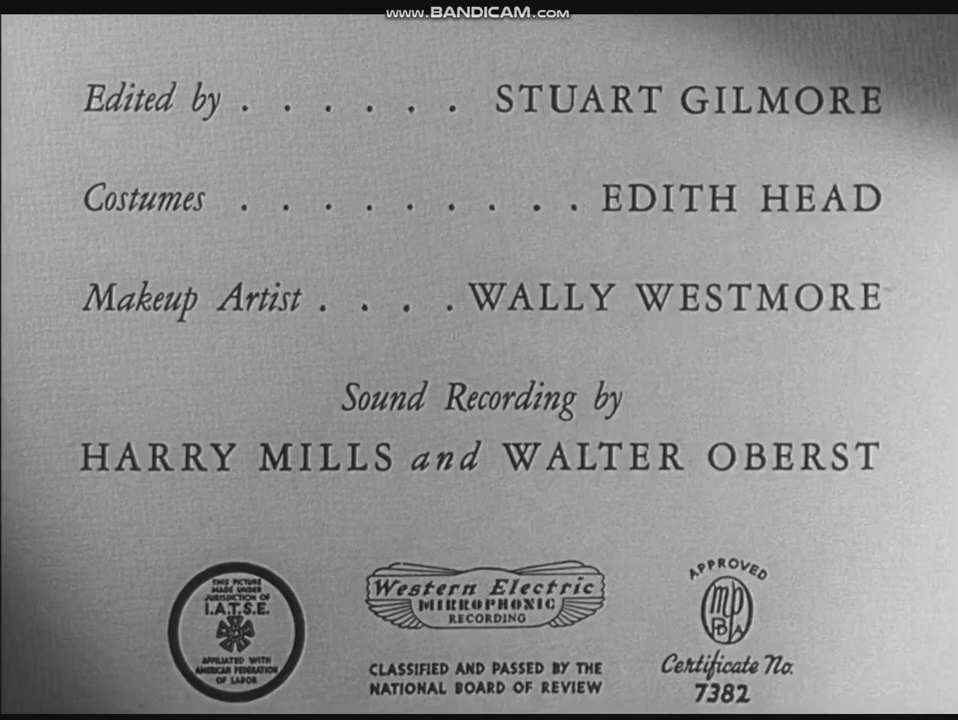 www.BANDICAM.com
Edited by . . . . . . STUART GILMORE
Costumes . . . . . . . . . EDITH HEAD
Makeup Artist . . . . WALLY WESTMORE
Sound Recording by
HARRY MILLS and WALTER OBERST
THIS PICTURE
MADE UNDER
JURISDICTION OF
I.A.T.S.E.
AFFILIATED WITH
AMERICAN FEDERATION
OF LABOR
Western Electric
MIRROPHONIC
RECORDING
CLASSIFIED AND PASSED BY THE
NATIONAL BOARD OF REVIEW
APPROVED
MP
PDA
Certificate No.
7382